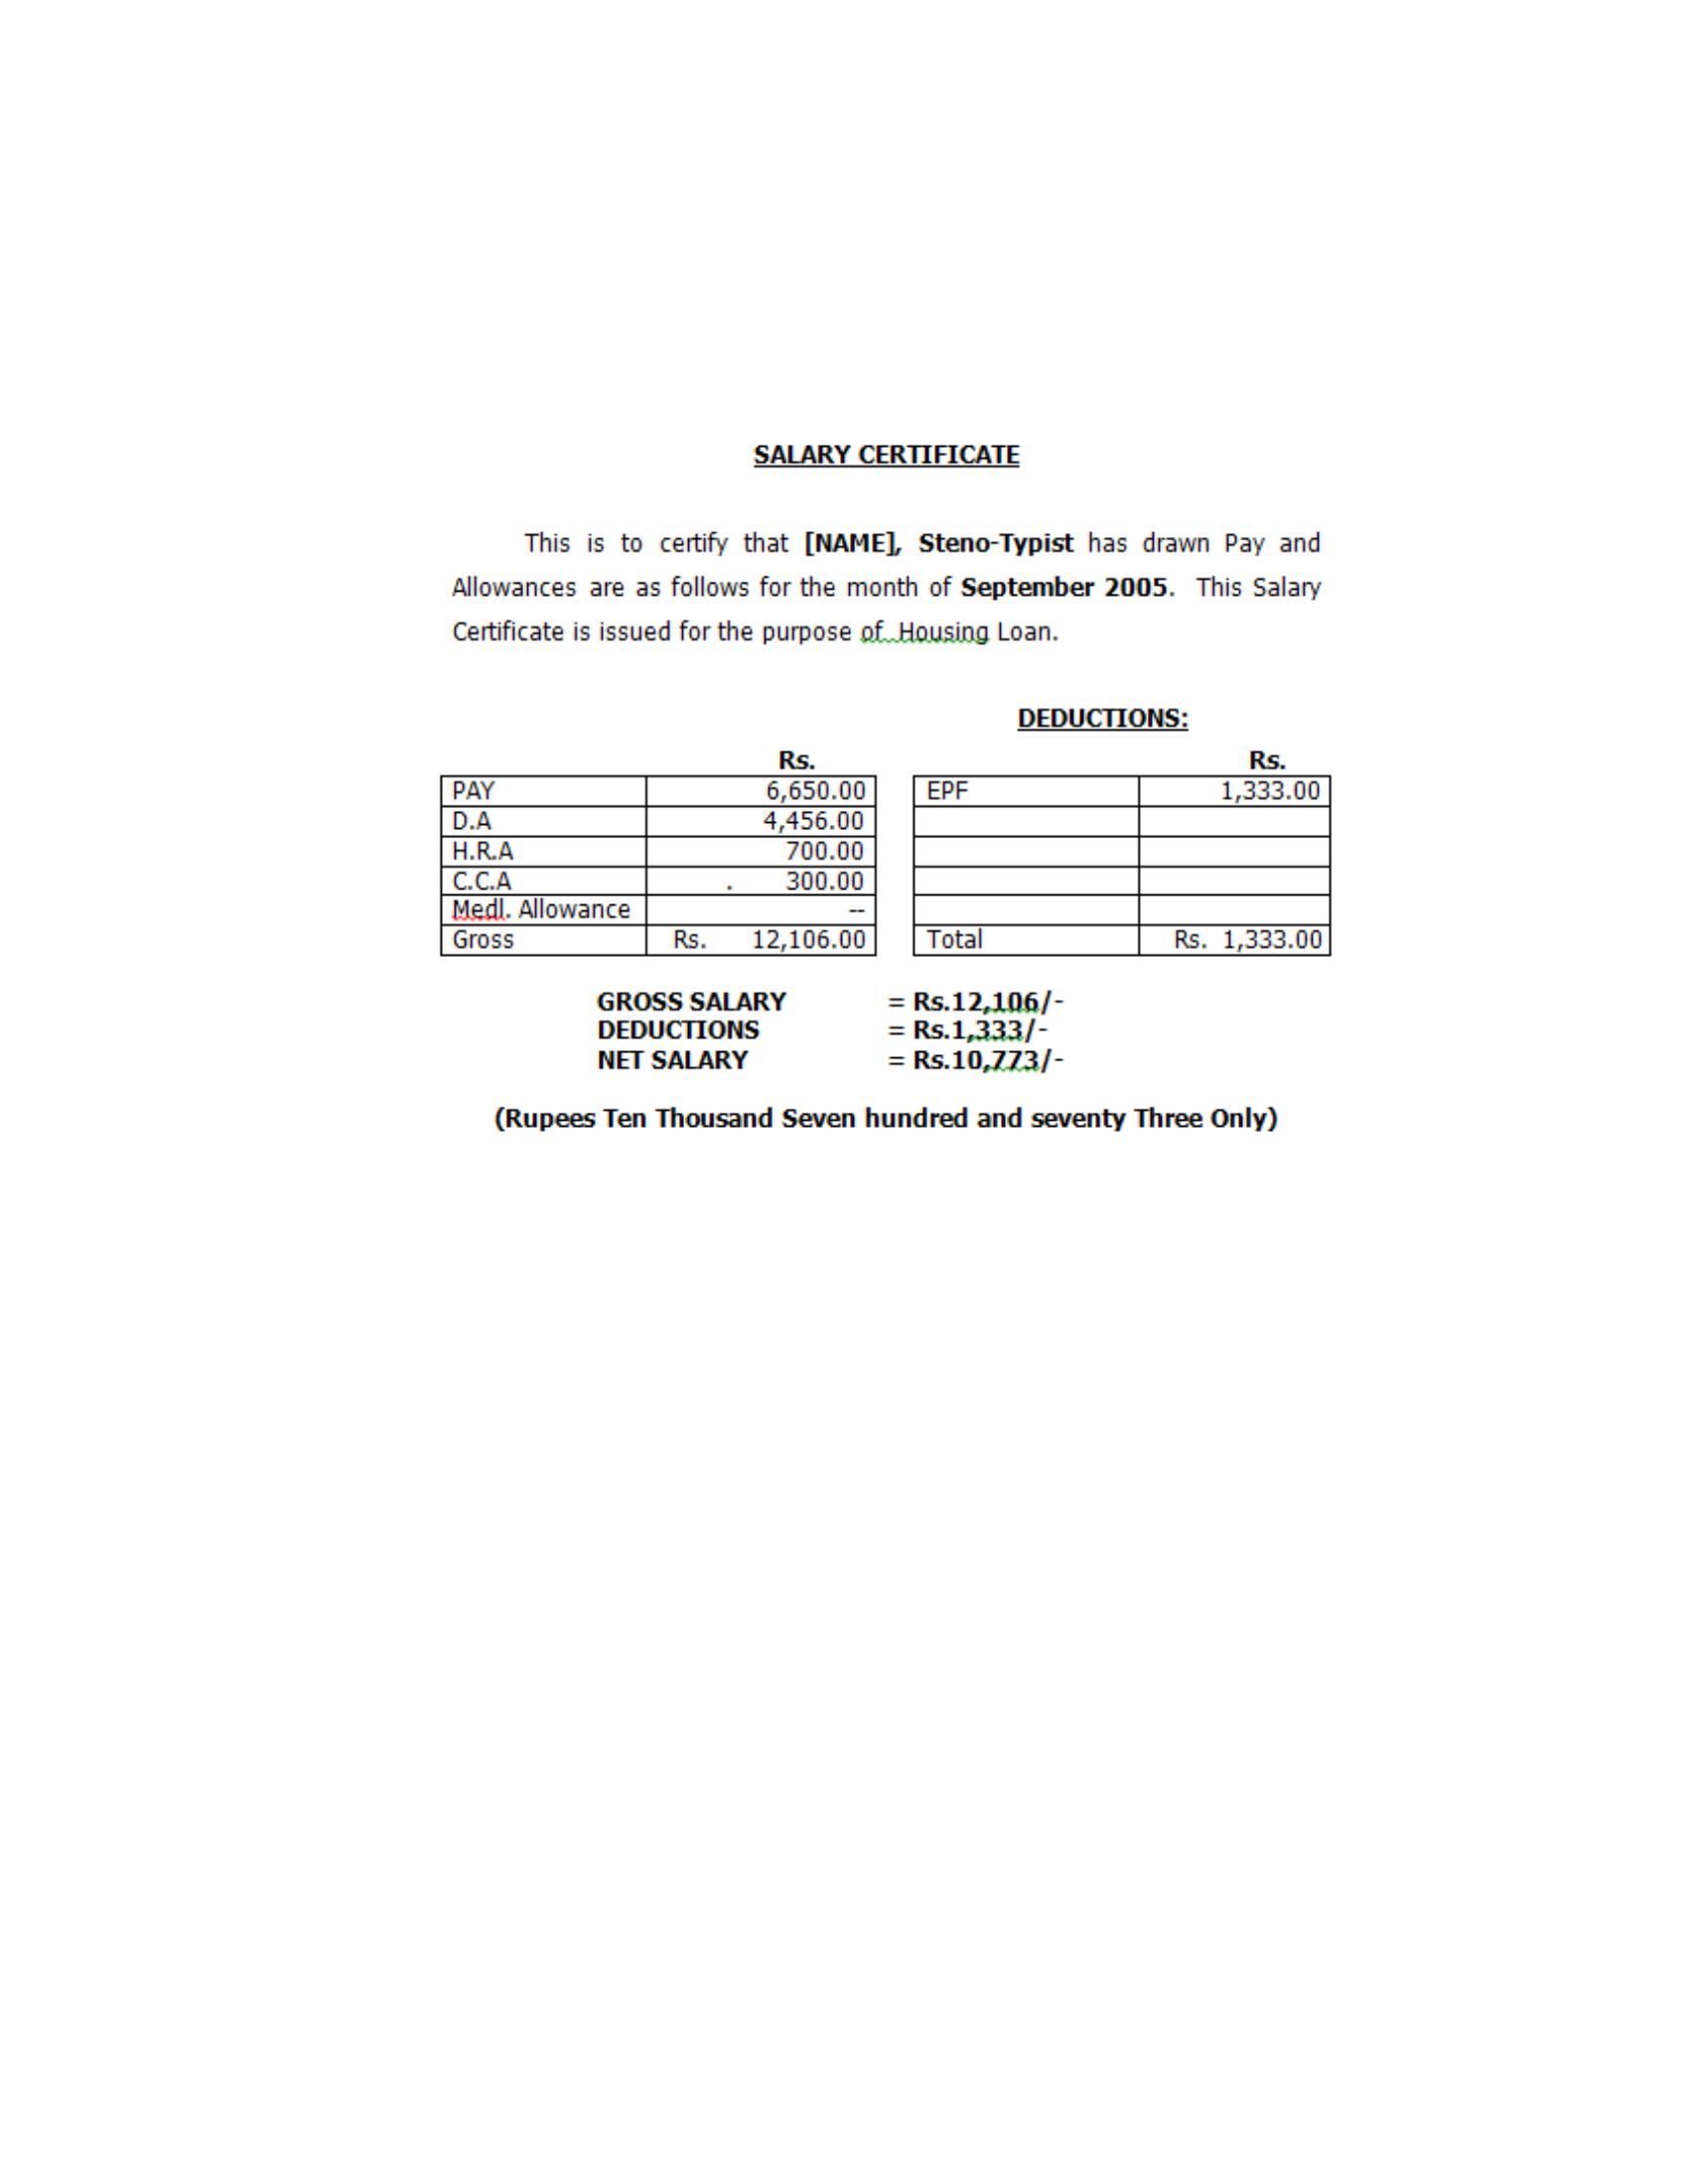 SALARY CERTIFICATE
This is to certify that [NAME], Steno-Typist has drawn Pay and
Allowances are as follows for the month of September 2005. This Salary
Certificate is issued for the purpose of Housing Loan.
DEDUCTIONS:
Rs. Rs.
PAY 6,650.00 EPF 1,333.00
D.A 4,456.00
H.R.A 700.00
C.C.A . 300.00
Medl. Allowance --
Gross Rs. 12,106.00 Total Rs. 1,333.00
GROSS SALARY = Rs.12,106/-
DEDUCTIONS = Rs.1,333/-
NET SALARY = Rs.10,773/-
(Rupees Ten Thousand Seven hundred and seventy Three Only)